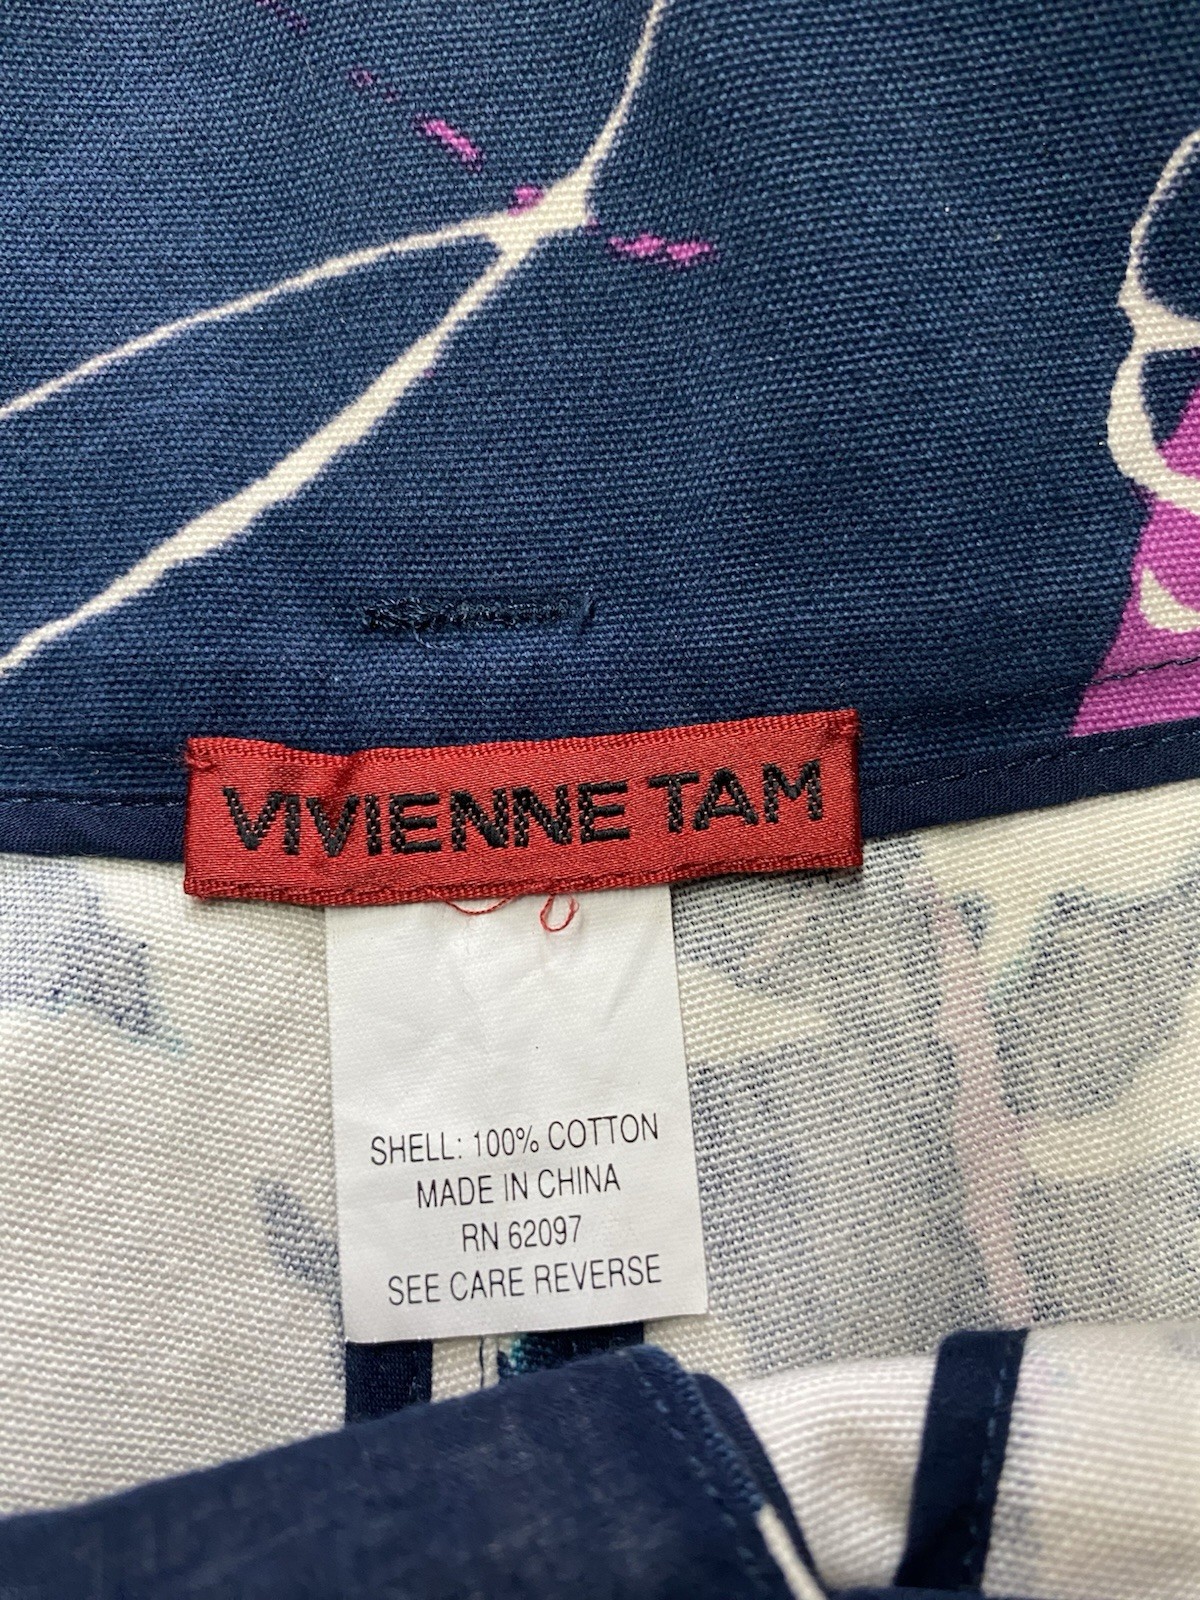 VIVIENNE TAM
SHELL: 100% COTTON
MADE IN CHINA
RN 62097
SEE CARE REVERSE